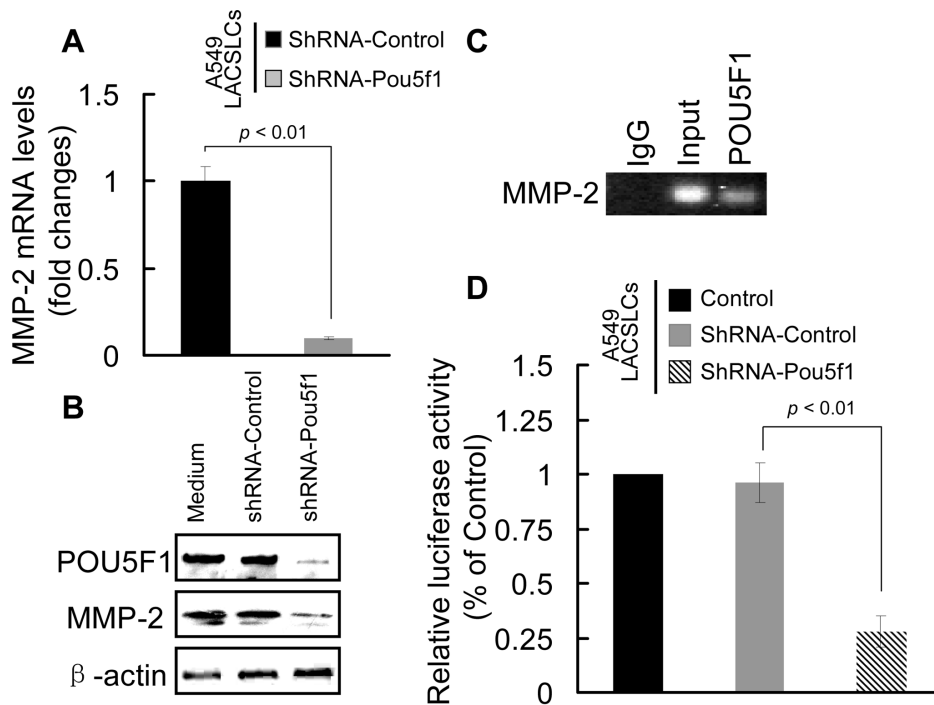 A
A549
LACSLCs
ShRNA-Control
ShRNA-Pou5f1
MMP-2 mRNA levels
(fold changes)
1.5
1
0.5
0
p < 0.01
B
Medium
shRNA-Control
shRNA-Pou5f1
POU5F1
MMP-2
β-actin
C
IgG
Input
POU5F1
MMP-2
D
A549
LACSLCs
Control
ShRNA-Control
ShRNA-Pou5f1
Relative luciferase activity
(% of Control)
1.5
1.25
1
0.75
0.5
0.25
0
p < 0.01